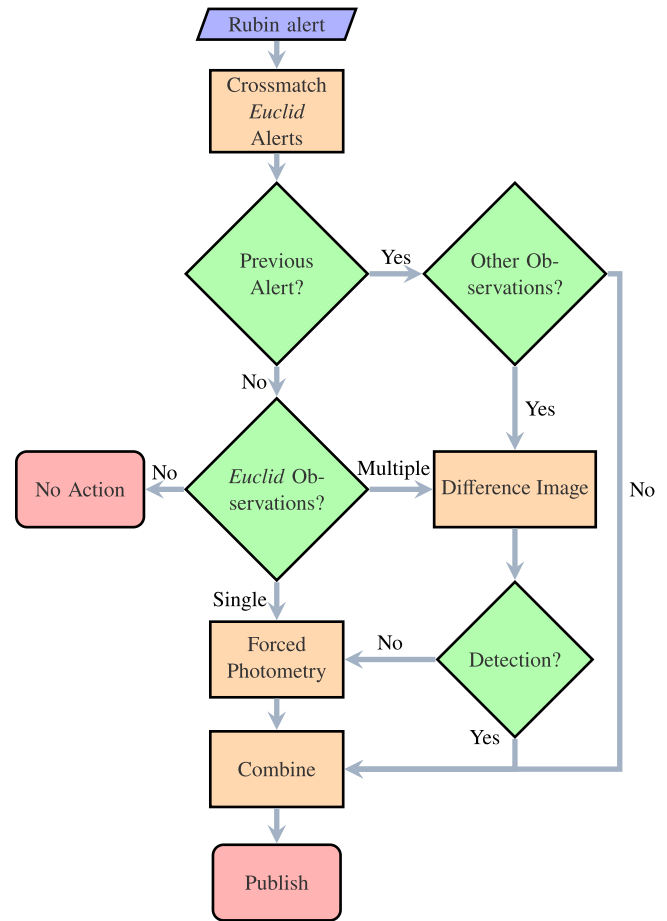 Rubin alert
Crossmatch
Euclid
Alerts
Previous
Alert?
Yes
Other Ob-
servations?
No
Yes
No Action
No
Euclid Ob-
servations?
Multiple
Difference Image
No
Single
Forced
Photometry
No
Detection?
Yes
Combine
Publish